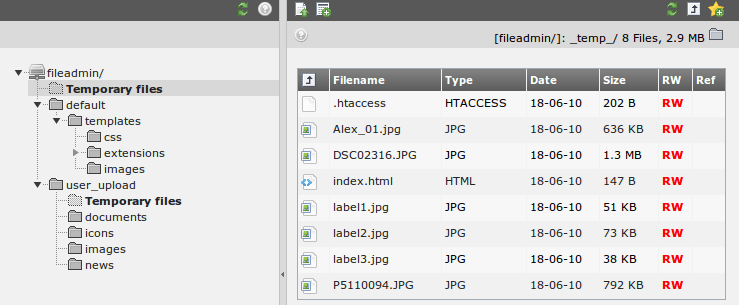 fileadmin/
Temporary files
default
templates
css
extensions
images
user_upload
Temporary files
documents
icons
images
news
[fileadmin/]: _temp_/ 8 Files, 2.9 MB
Filename Type Date Size RW Ref
.htaccess HTACCESS 18-06-10 202 B RW
Alex_01.jpg JPG 18-06-10 636 KB RW
DSC02316.JPG JPG 18-06-10 1.3 MB RW
index.html HTML 18-06-10 147 B RW
label1.jpg JPG 18-06-10 51 KB RW
label2.jpg JPG 18-06-10 73 KB RW
label3.jpg JPG 18-06-10 38 KB RW
P5110094.JPG JPG 18-06-10 792 KB RW